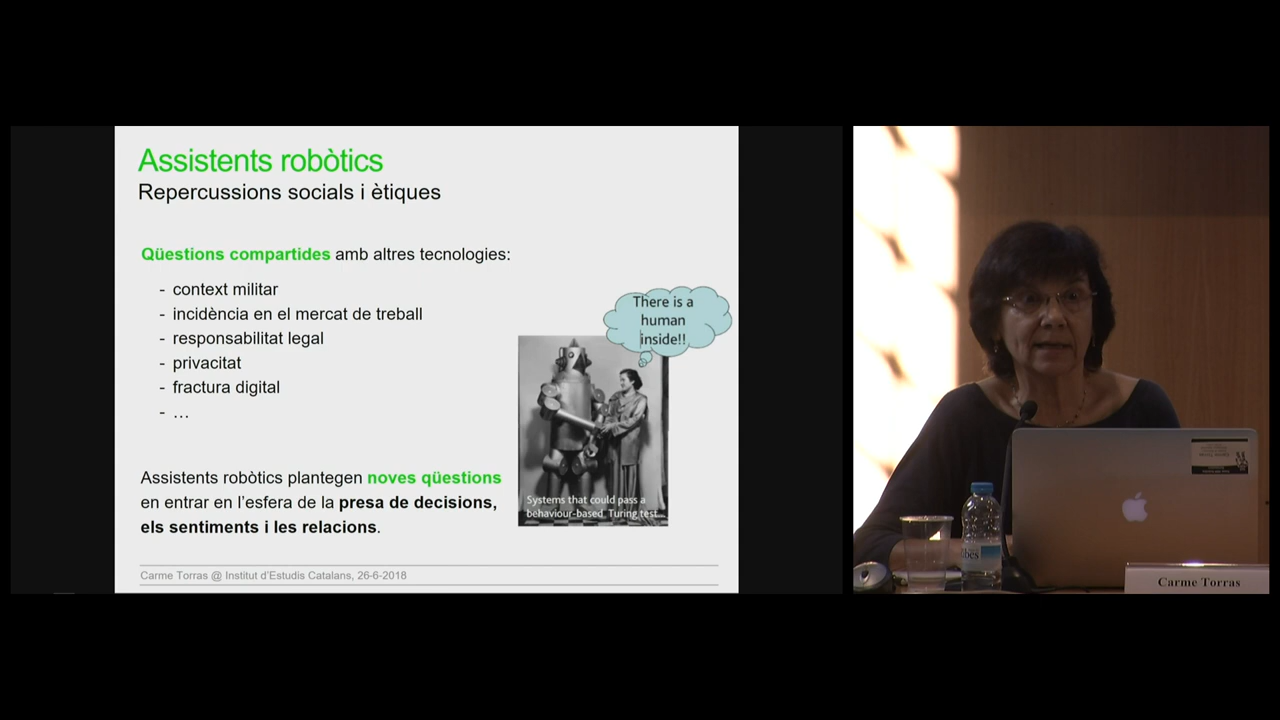 Assistents robòtics
Repercussions socials i ètiques
Qüestions compartides amb altres tecnologies:
- context militar
- incidència en el mercat de treball
- responsabilitat legal
- privacitat
- fractura digital
- …
There is a
human
inside!!
Systems that could pass a
behaviour-based Turing test...
Assistents robòtics plantegen noves qüestions
en entrar en l’esfera de la presa de decisions,
els sentiments i les relacions.
Carme Torras @ Institut d’Estudis Catalans, 26-6-2018
Carme Torras